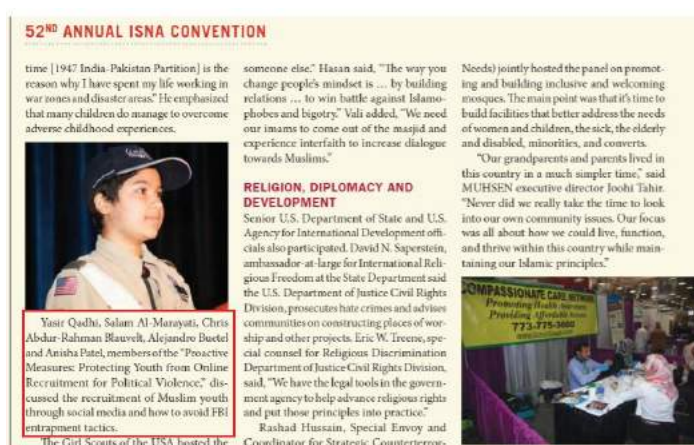 52ND ANNUAL ISNA CONVENTION
time [1947 India-Pakistan Partition] is the
reason why I have spent my life working in
war zones and disaster areas." He emphasized
that many children do manage to overcome
adverse childhood experiences.
Yasir Qadhi, Salam Al-Marayati, Chris
Abdur-Rahman Blauvelt, Alejandro Buetel
and Anisha Patel, members of the "Proactive
Measures: Protecting Youth from Online
Recruitment for Political Violence," dis-
cussed the recruitment of Muslim youth
through social media and how to avoid FBI
entrapment tactics.
The Girl Scouts of the USA hosted the
someone else." Hasan said, "The way you
change people's mindset is … by building
relations … to win battle against Islamo-
phobes and bigotry." Vali added, "We need
our imams to come out of the masjid and
experience interfaith to increase dialogue
towards Muslims."
RELIGION, DIPLOMACY AND
DEVELOPMENT
Senior U.S. Department of State and U.S.
Agency for International Development offi-
cials also participated. David N. Saperstein,
ambassador-at-large for International Reli-
gious Freedom at the State Department said
the U.S. Department of Justice Civil Rights
Division, prosecutes hate crimes and advises
communities on constructing places of wor-
ship and other projects. Eric W. Treene, spe-
cial counsel for Religious Discrimination
Department of Justice Civil Rights Division,
said, "We have the legal tools in the govern-
ment agency to help advance religious rights
and put those principles into practice."
Rashad Hussain, Special Envoy and
Coordinator for Strategic Counterterror-
Needs) jointly hosted the panel on promot-
ing and building inclusive and welcoming
mosques. The main point was that it's time to
build facilities that better address the needs
of women and children, the sick, the elderly
and disabled, minorities, and converts.
"Our grandparents and parents lived in
this country in a much simpler time," said
MUHSEN executive director Joohi Tahir.
"Never did we really take the time to look
into our own community issues. Our focus
was all about how we could live, function,
and thrive within this country while main-
taining our Islamic principles."
COMPASSIONATE CARE NETWORK
Promoting Health Awareness
Providing Affordable
773-775-3600